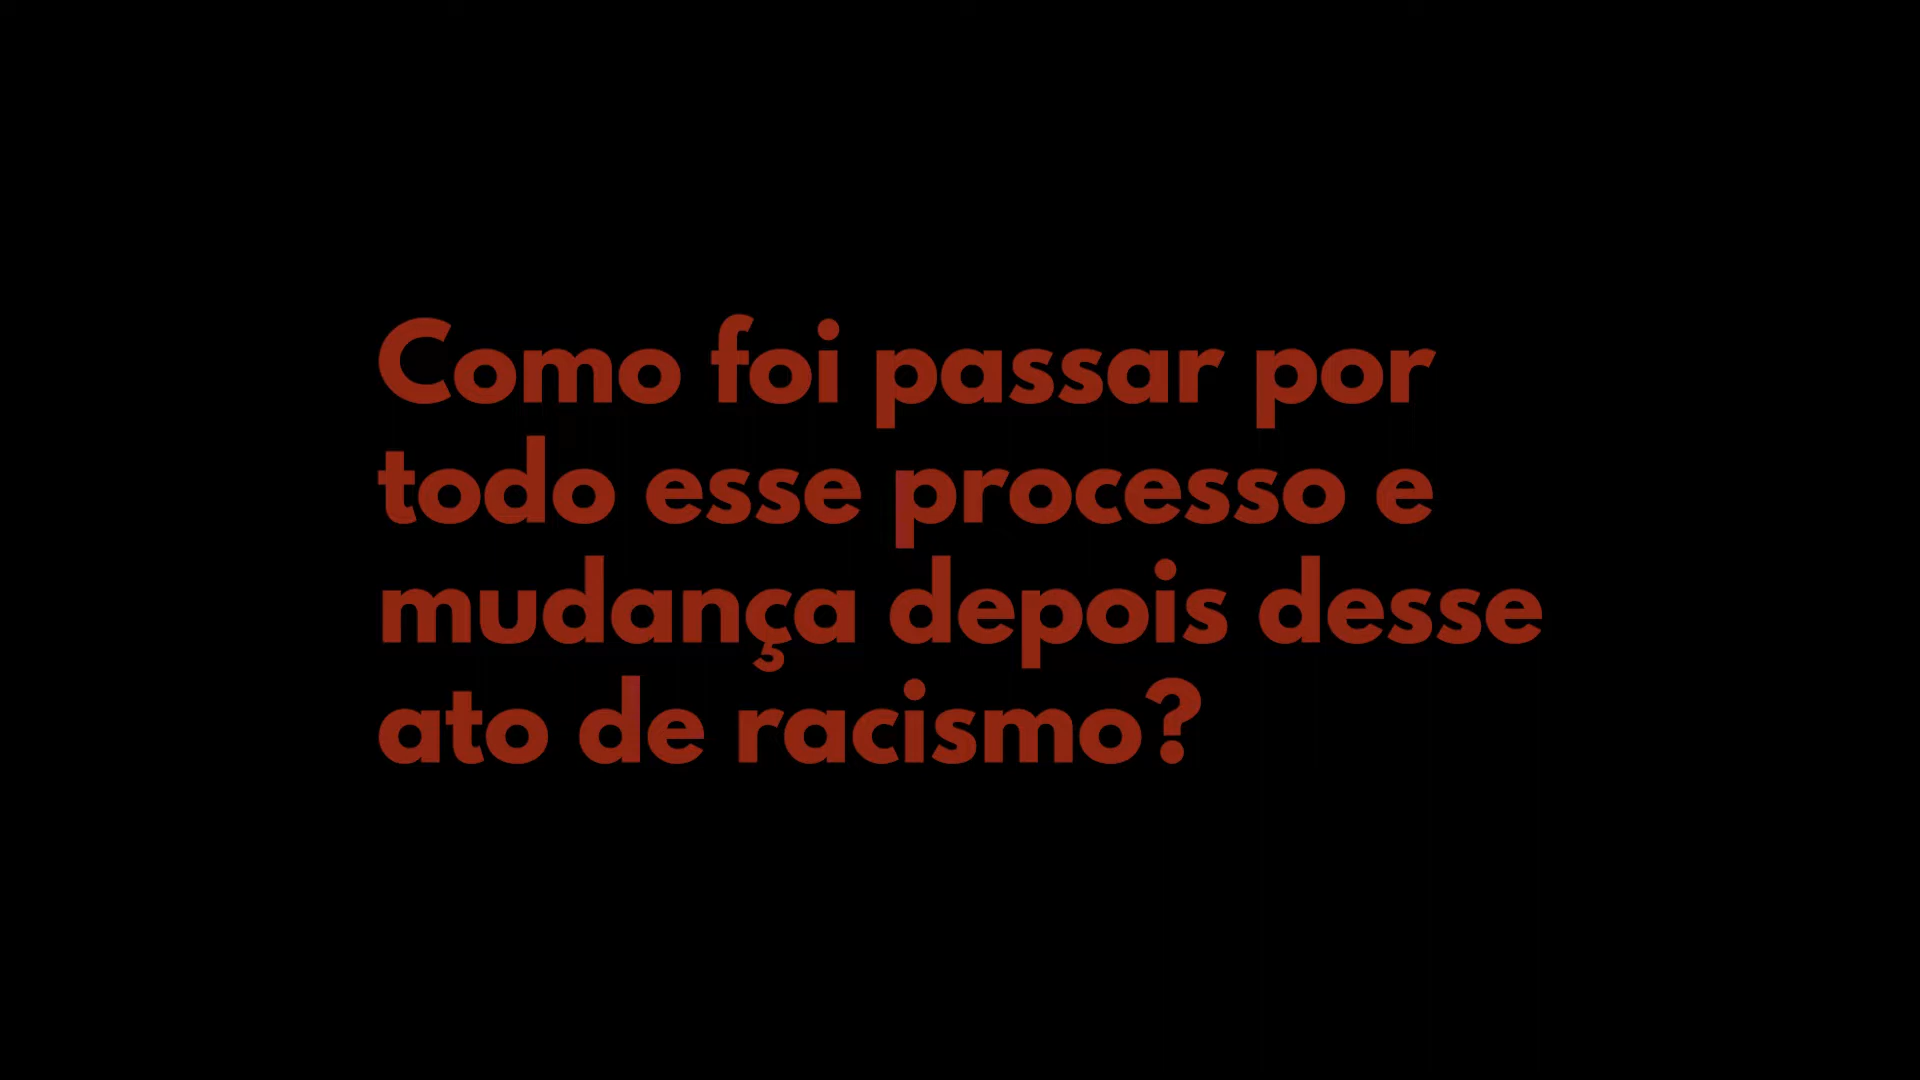 Como foi passar por
todo esse processo e
mudança depois desse
ato de racismo?